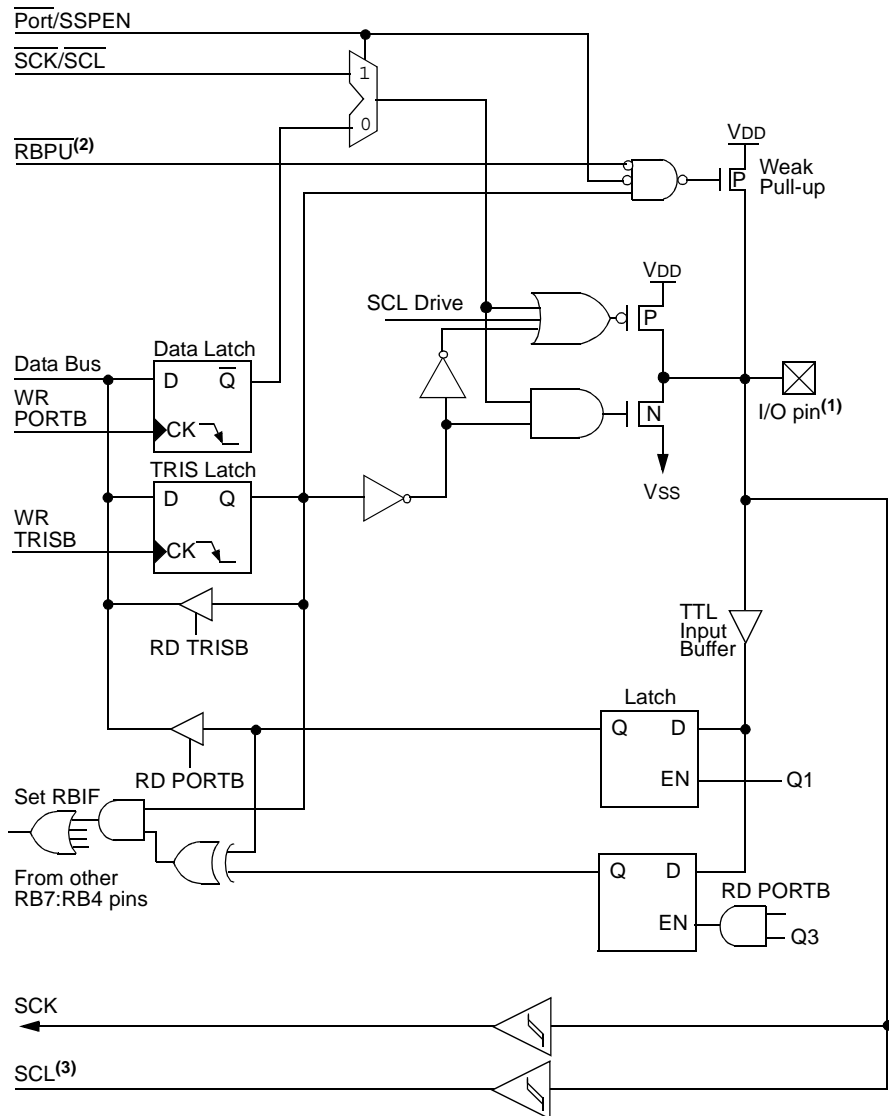 Port/SSPEN
SCK/SCL
1
0
RBPU(2)
VDD
P
Weak
Pull-up
VDD
SCL Drive
P
Data Latch
Data Bus
D
Q
WR
PORTB
CK
N
I/O pin(1)
TRIS Latch
VSS
D
Q
WR
TRISB
CK
TTL
Input
Buffer
RD TRISB
Latch
Q
D
RD PORTB
EN
Q1
Set RBIF
From other
RB7:RB4 pins
Q
D
RD PORTB
EN
Q3
SCK
SCL(3)